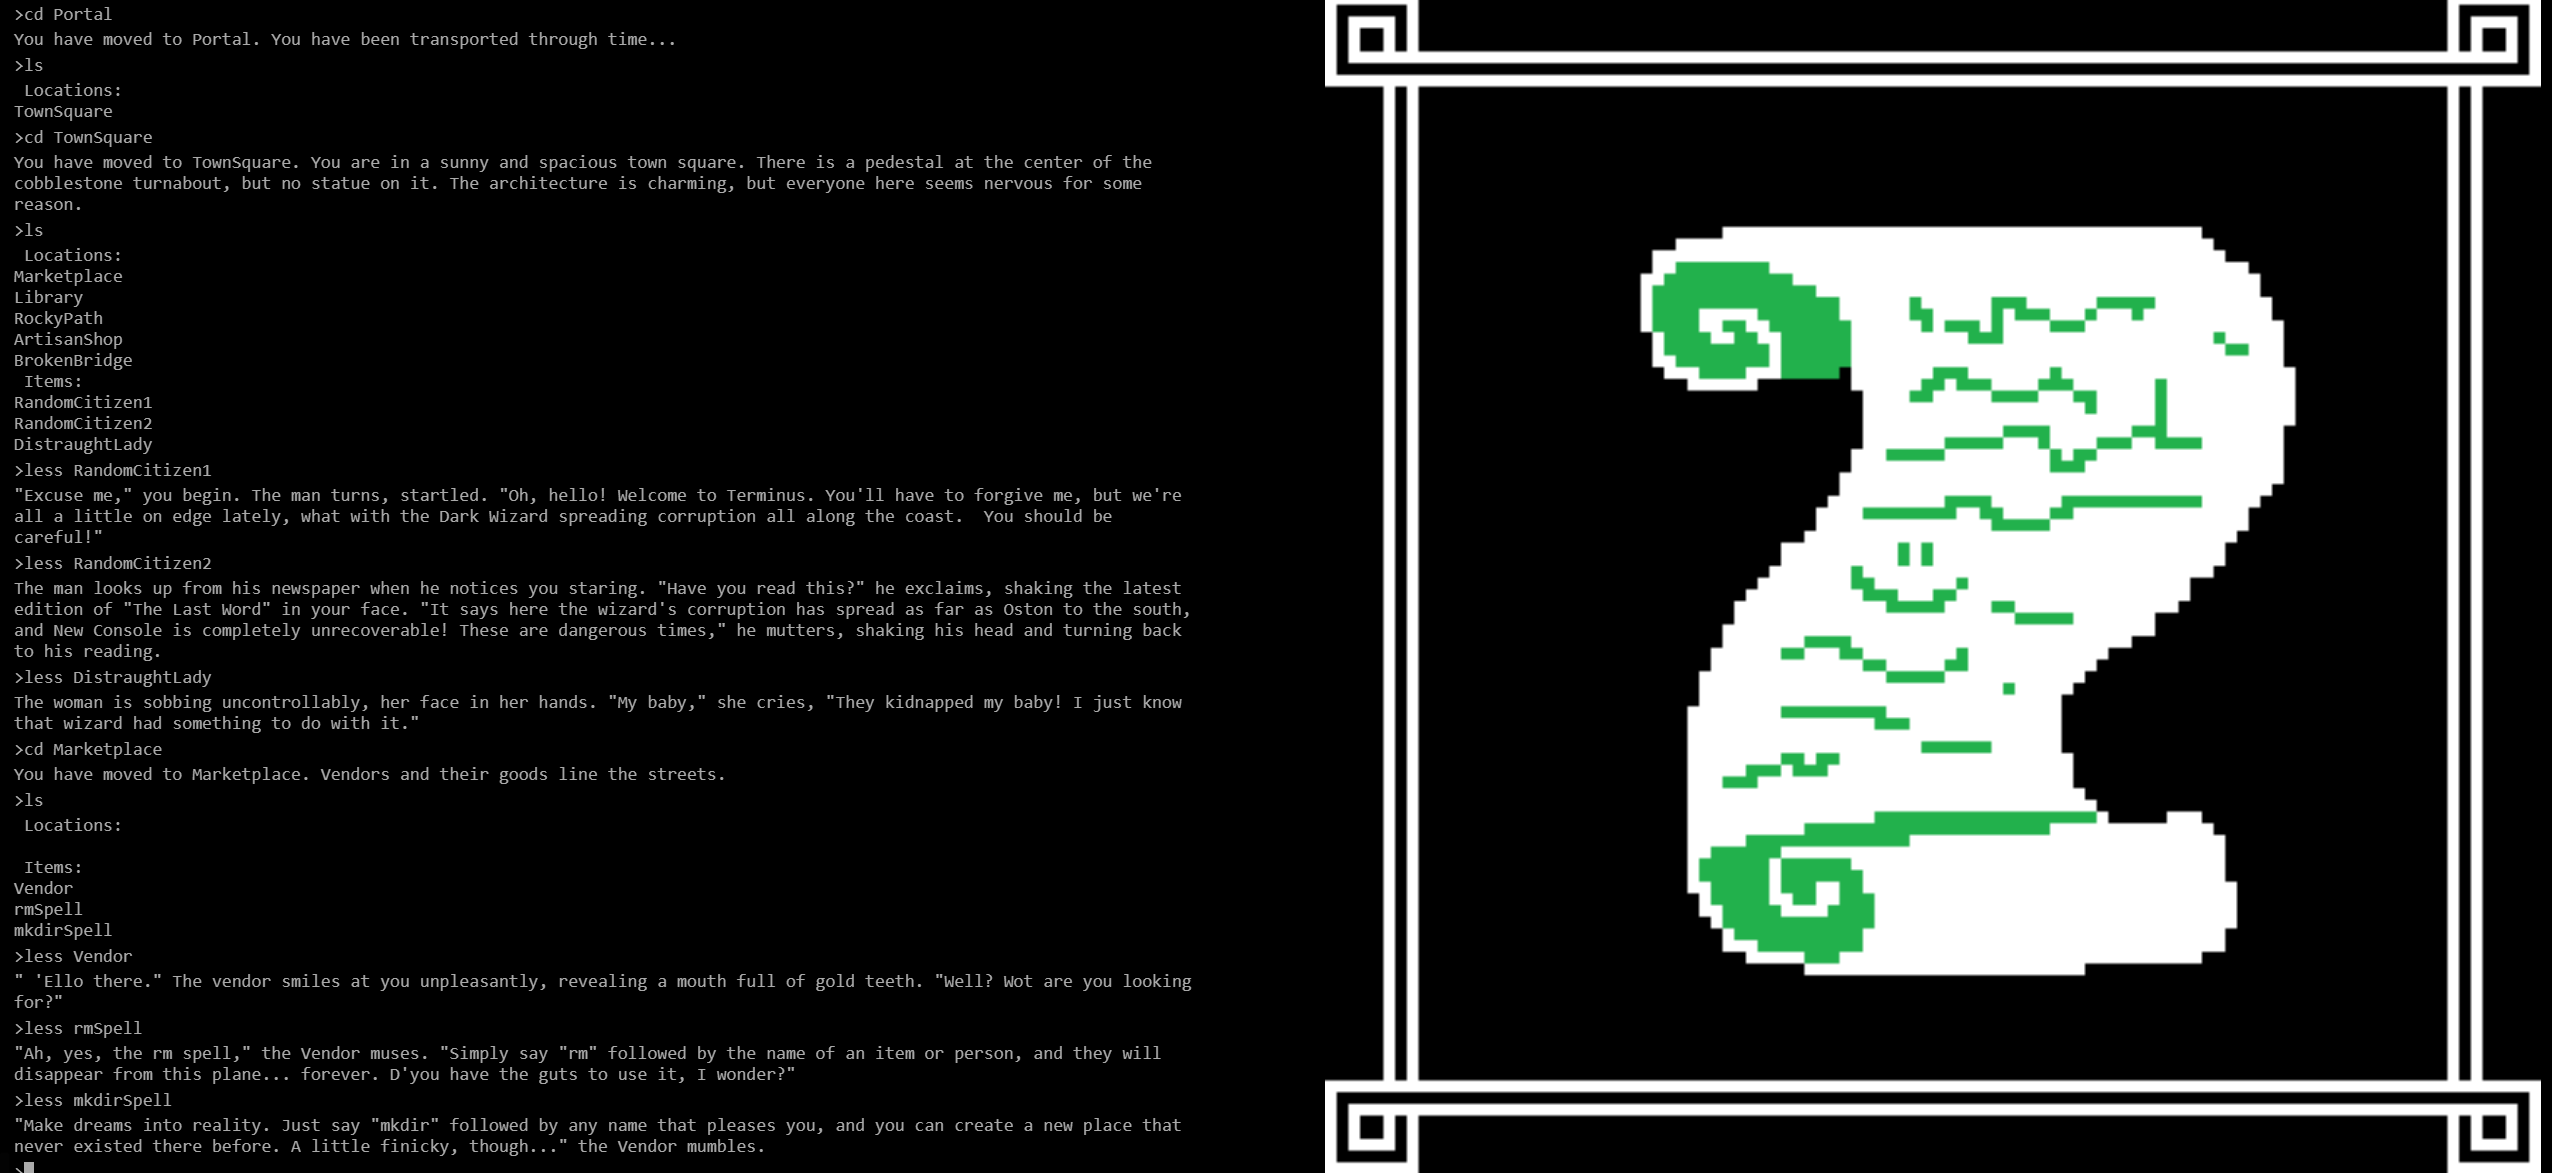 >cd Portal
You have moved to Portal. You have been transported through time...
>ls
Locations:
TownSquare
>cd TownSquare
You have moved to TownSquare. You are in a sunny and spacious town square. There is a pedestal at the center of the
cobblestone turnabout, but no statue on it. The architecture is charming, but everyone here seems nervous for some
reason.
>ls
Locations:
Marketplace
Library
RockyPath
ArtisanShop
BrokenBridge
Items:
RandomCitizen1
RandomCitizen2
DistraughtLady
>less RandomCitizen1
"Excuse me," you begin. The man turns, startled. "Oh, hello! Welcome to Terminus. You'll have to forgive me, but we're
all a little on edge lately, what with the Dark Wizard spreading corruption all along the coast.  You should be
careful!"
>less RandomCitizen2
The man looks up from his newspaper when he notices you staring. "Have you read this?" he exclaims, shaking the latest
edition of "The Last Word" in your face. "It says here the wizard's corruption has spread as far as Oston to the south,
and New Console is completely unrecoverable! These are dangerous times," he mutters, shaking his head and turning back
to his reading.
>less DistraughtLady
The woman is sobbing uncontrollably, her face in her hands. "My baby," she cries, "They kidnapped my baby! I just know
that wizard had something to do with it."
>cd Marketplace
You have moved to Marketplace. Vendors and their goods line the streets.
>ls
Locations:
Items:
Vendor
rmSpell
mkdirSpell
>less Vendor
" 'Ello there." The vendor smiles at you unpleasantly, revealing a mouth full of gold teeth. "Well? Wot are you looking
for?"
>less rmSpell
"Ah, yes, the rm spell," the Vendor muses. "Simply say "rm" followed by the name of an item or person, and they will
disappear from this plane... forever. D'you have the guts to use it, I wonder?"
>less mkdirSpell
"Make dreams into reality. Just say "mkdir" followed by any name that pleases you, and you can create a new place that
never existed there before. A little finicky, though..." the Vendor mumbles.
>